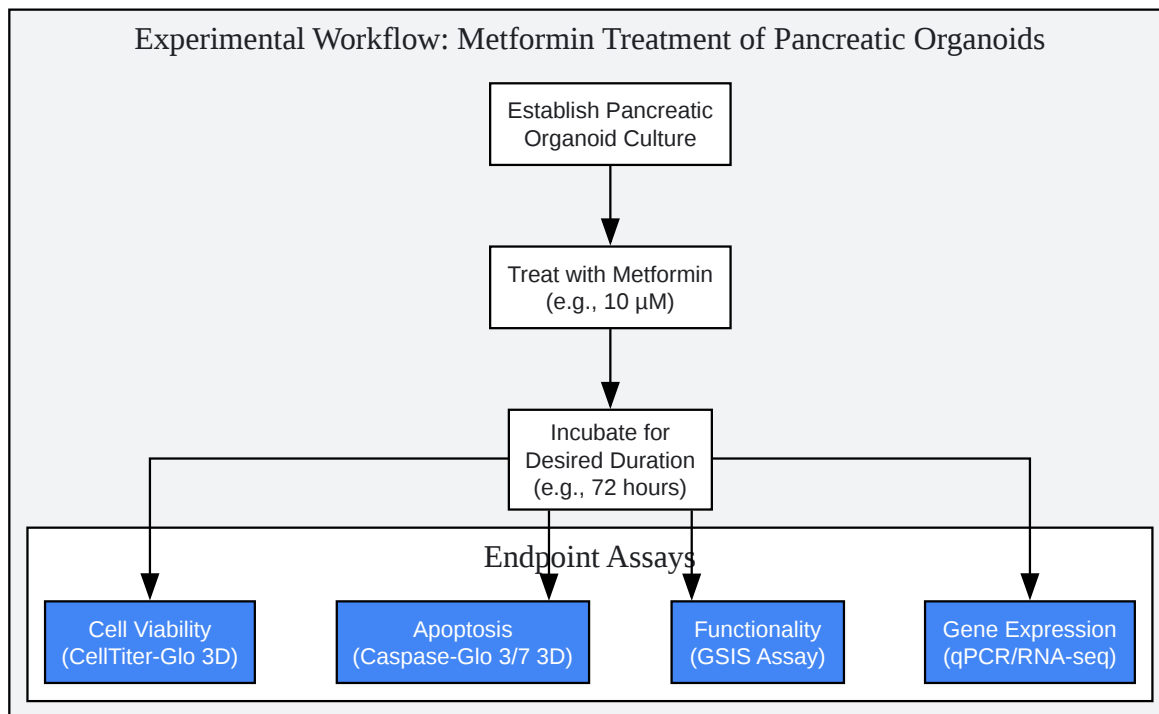 Experimental Workflow: Metformin Treatment of Pancreatic Organoids
Establish Pancreatic
Organoid Culture
Treat with Metformin
(e.g., 10 µM)
Incubate for
Desired Duration
(e.g., 72 hours)
Endpoint Assays
Cell Viability
(CellTiter-Glo 3D)
Apoptosis
(Caspase-Glo 3/7 3D)
Functionality
(GSIS Assay)
Gene Expression
(qPCR/RNA-seq)